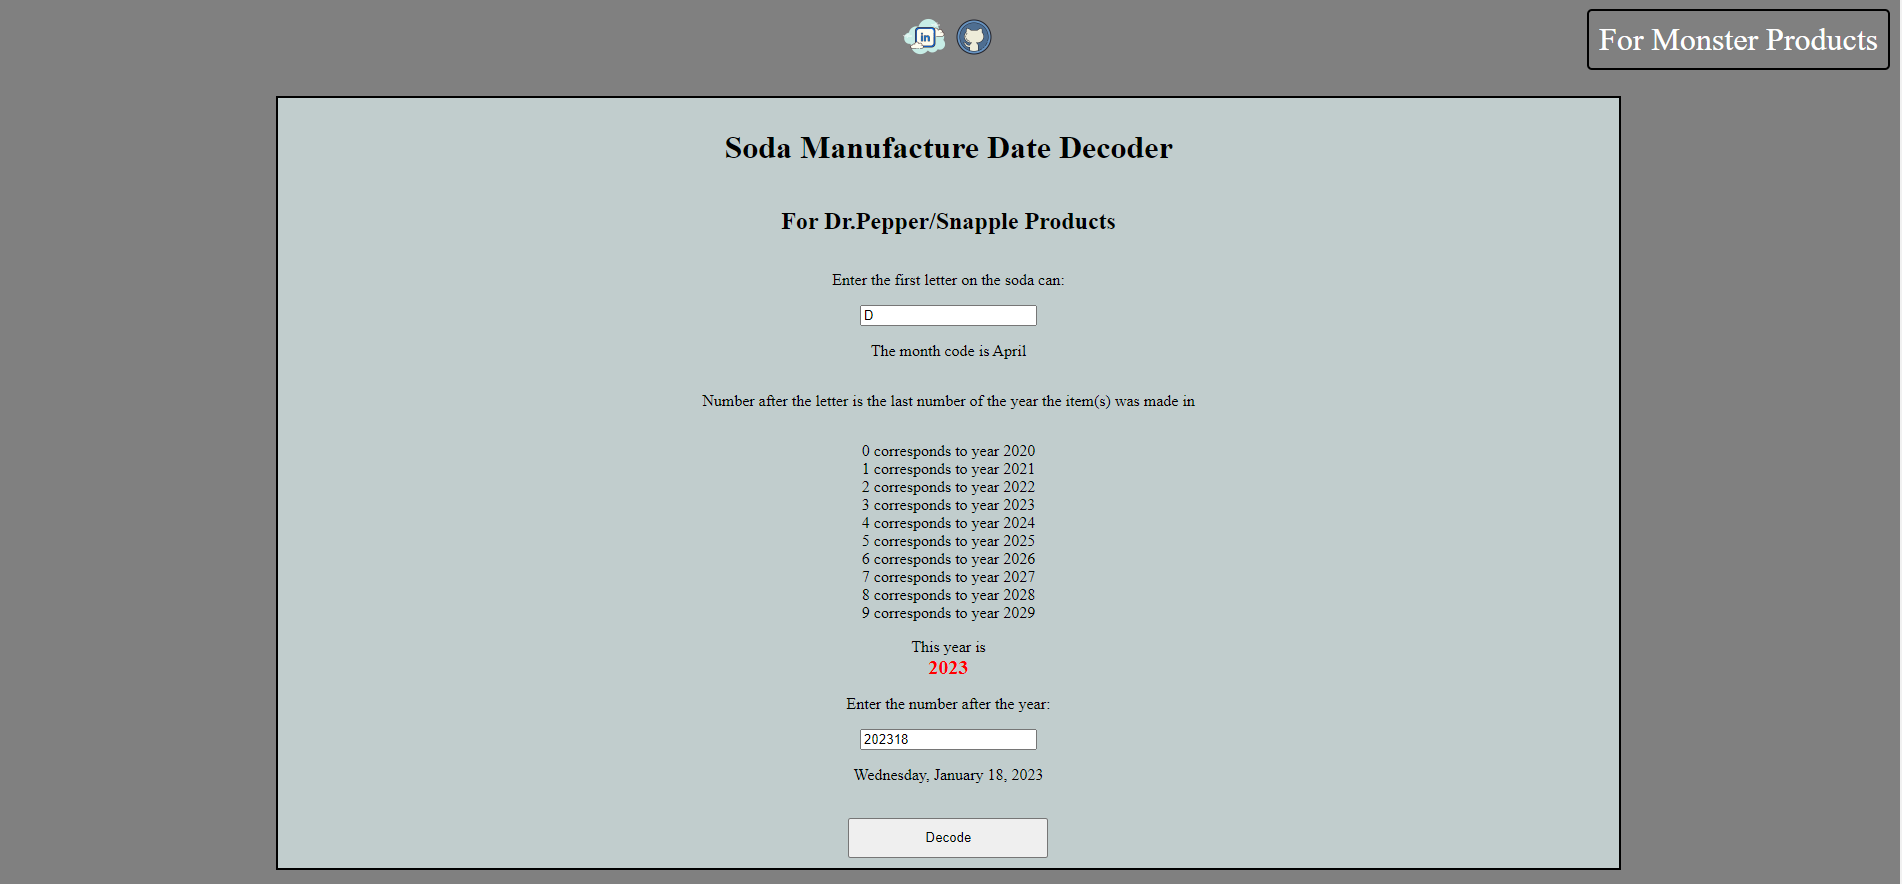 in
For Monster Products
Soda Manufacture Date Decoder
For Dr.Pepper/Snapple Products
Enter the first letter on the soda can:
D
The month code is April
Number after the letter is the last number of the year the item(s) was made in
0 corresponds to year 2020
1 corresponds to year 2021
2 corresponds to year 2022
3 corresponds to year 2023
4 corresponds to year 2024
5 corresponds to year 2025
6 corresponds to year 2026
7 corresponds to year 2027
8 corresponds to year 2028
9 corresponds to year 2029
This year is
2023
Enter the number after the year:
202318
Wednesday, January 18, 2023
Decode